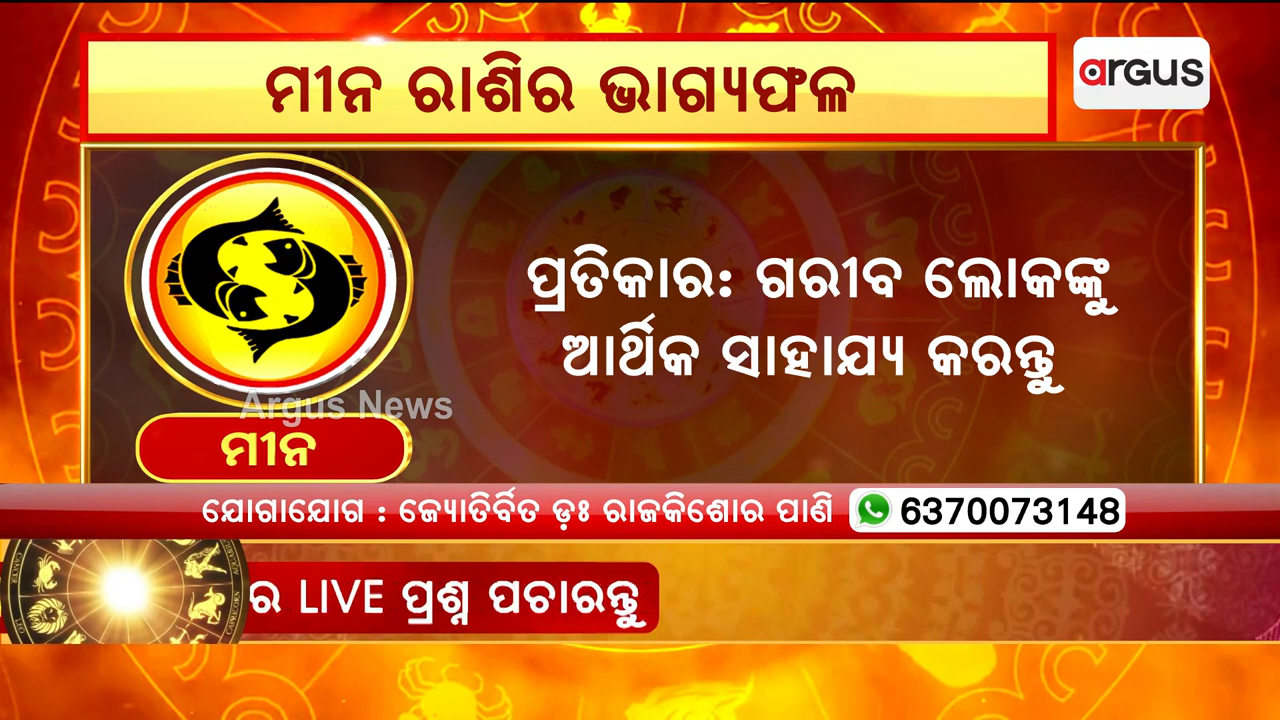 ମୀନ ରାଶିର ଭାଗ୍ୟଫଳ
argus
ପ୍ରତିକାର: ଗରୀବ ଲୋକଙ୍କୁ
ଆର୍ଥିକ ସାହାଯ୍ୟ କରନ୍ତୁ
Argus News
ମୀନ
ଯୋଗାଯୋଗ : ଜ୍ୟୋତିର୍ବିତ ଡ଼ଃ ରାଜକିଶୋର ପାଣି 6370073148
ର LIVE ପ୍ରଶ୍ନ ପଚାରନ୍ତୁ